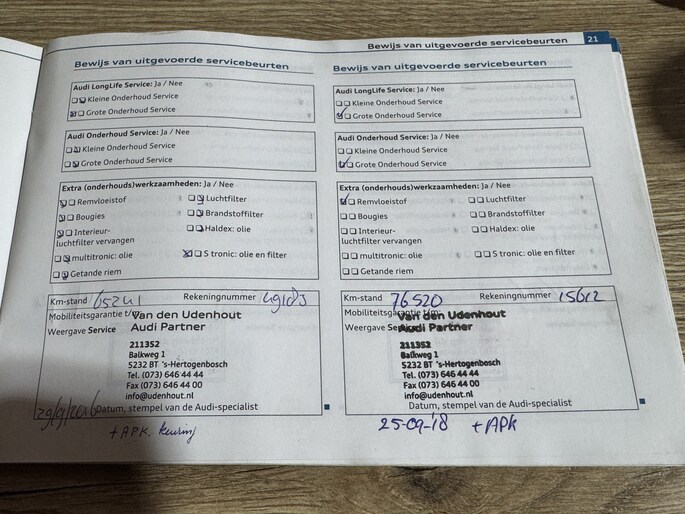 Bewijs van uitgevoerde servicebeurten 21
Bewijs van uitgevoerde servicebeurten
Audi LongLife Service: Ja / Nee
Kleine Onderhoud Service
Grote Onderhoud Service
Audi Onderhoud Service: Ja / Nee
Kleine Onderhoud Service
Grote Onderhoud Service
Extra (onderhouds)werkzaamheden: Ja / Nee
Remvloeistof Luchtfilter
Bougies Brandstoffilter
Interieur- Haldex: olie
luchtfilter vervangen
multitronic: olie S tronic: olie en filter
Getande riem
Km-stand 65241 Rekeningnummer
Mobiliteitsgarantie t/m: Van den Udenhout
Weergave Service Audi Partner
211352
Balkweg 1
5232 BT 's-Hertogenbosch
Tel. (073) 646 44 44
Fax (073) 646 44 00
info@udenhout.nl
Datum, stempel van de Audi-specialist
+ APK. keuring
Bewijs van uitgevoerde servicebeurten
Audi LongLife Service: Ja / Nee
Kleine Onderhoud Service
Grote Onderhoud Service
Audi Onderhoud Service: Ja / Nee
Kleine Onderhoud Service
Grote Onderhoud Service
Extra (onderhouds)werkzaamheden: Ja / Nee
Remvloeistof Luchtfilter
Bougies Brandstoffilter
Interieur- Haldex: olie
luchtfilter vervangen
multitronic: olie S tronic: olie en filter
Getande riem
Km-stand 76520 Rekeningnummer 15612
Mobiliteitsgarantie t/m: Van den Udenhout
Weergave Service Audi Partner
211352
Balkweg 1
5232 BT 's-Hertogenbosch
Tel. (073) 646 44 44
Fax (073) 646 44 00
info@udenhout.nl
Datum, stempel van de Audi-specialist
25-09-'18 + APK